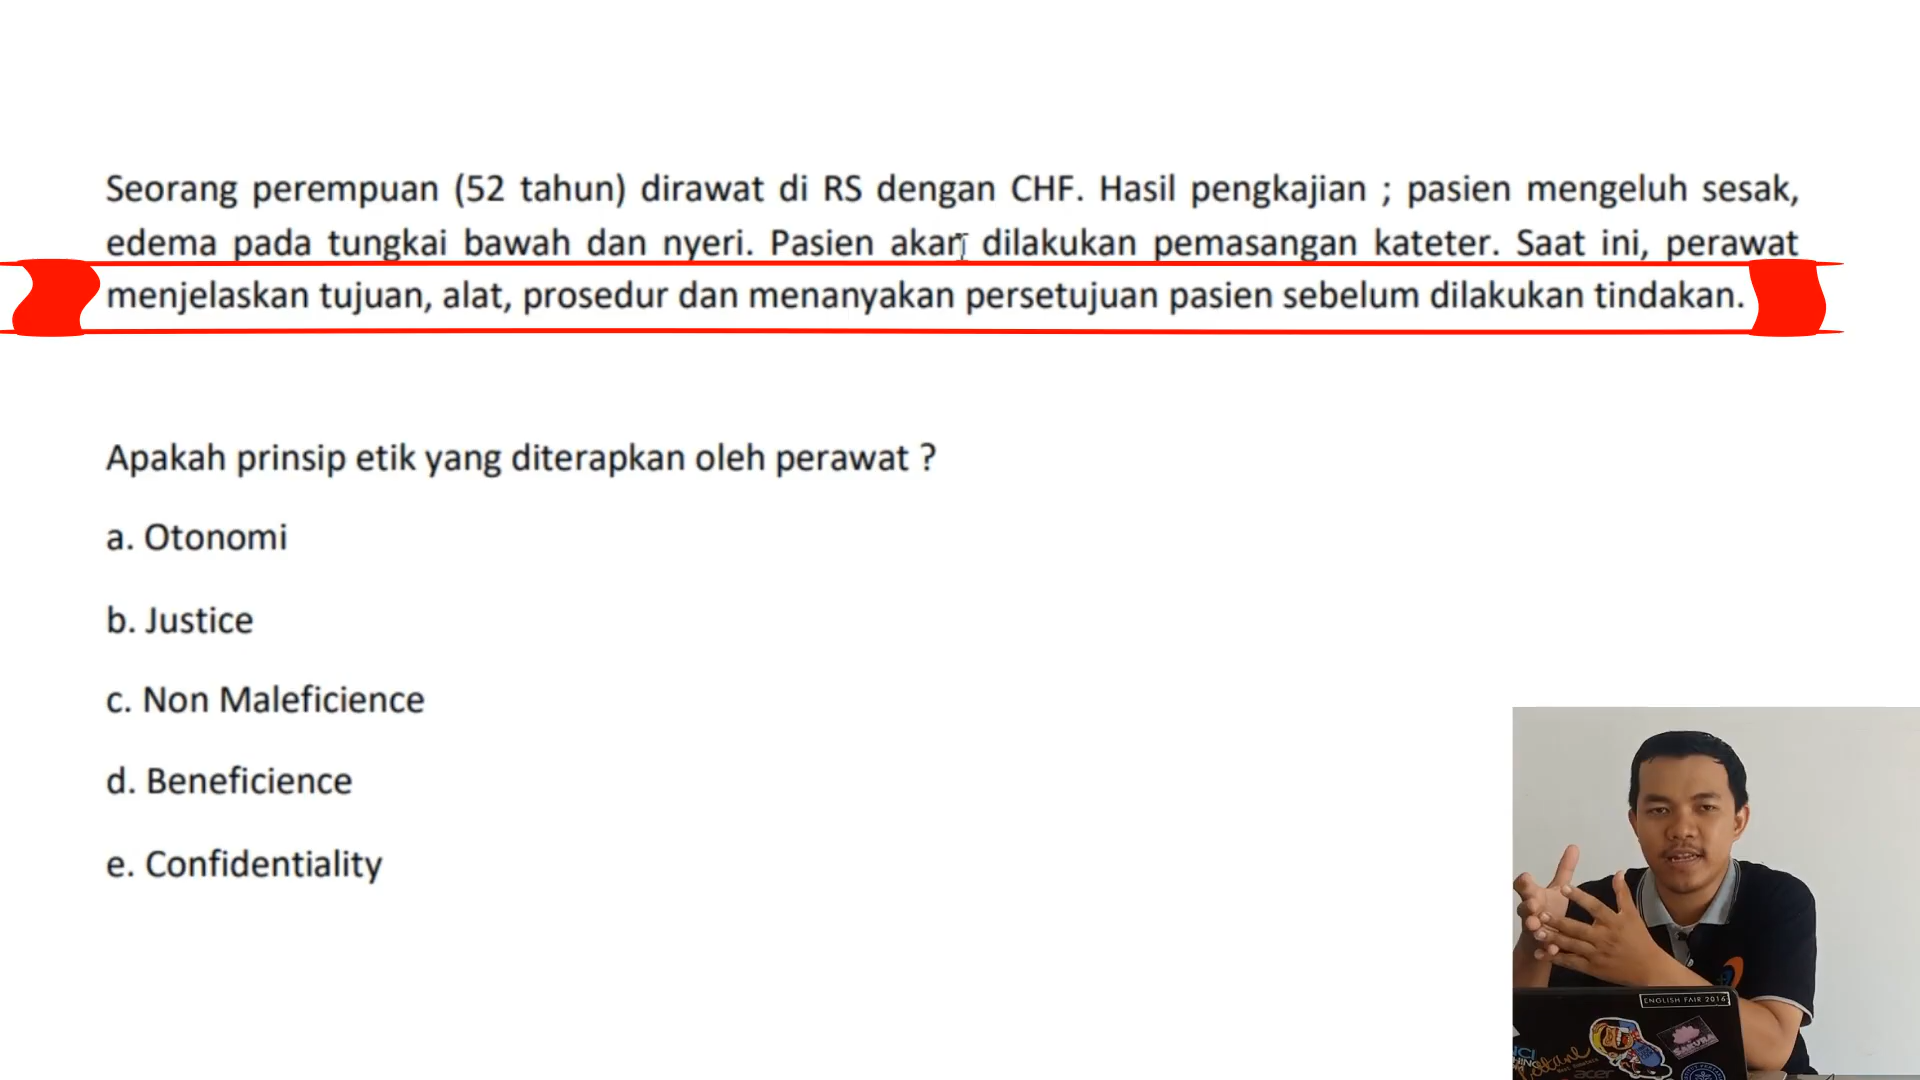 Seorang perempuan (52 tahun) dirawat di RS dengan CHF. Hasil pengkajian ; pasien mengeluh sesak,
edema pada tungkai bawah dan nyeri. Pasien akan dilakukan pemasangan kateter. Saat ini, perawat
menjelaskan tujuan, alat, prosedur dan menanyakan persetujuan pasien sebelum dilakukan tindakan.
Apakah prinsip etik yang diterapkan oleh perawat ?
a. Otonomi
b. Justice
c. Non Maleficience
d. Beneficience
e. Confidentiality
ENGLISH FAIR 2016
SAKURA
acer